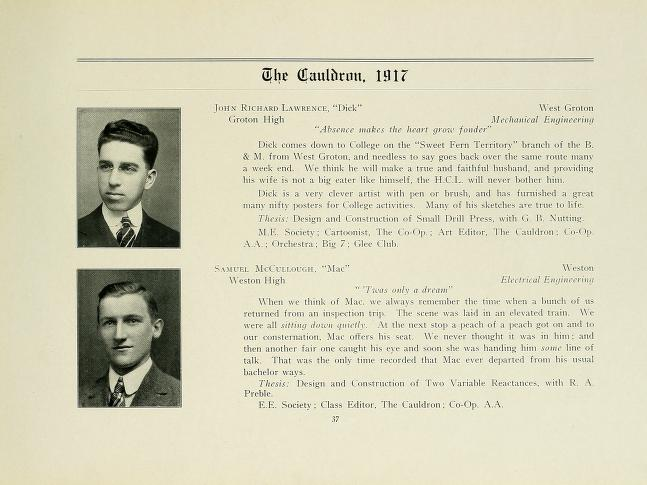 The Cauldron, 1917
JOHN RICHARD LAWRENCE, "Dick" West Groton
Groton High Mechanical Engineering
"Absence makes the heart grow fonder"
Dick comes down to College on the "Sweet Fern Territory" branch of the B.
& M. from West Groton, and needless to say goes back over the same route many
a week end. We think he will make a true and faithful husband, and providing
his wife is not a big eater like himself, the H.C.L. will never bother him.
Dick is a very clever artist with pen or brush, and has furnished a great
many nifty posters for College activities. Many of his sketches are true to life.
Thesis: Design and Construction of Small Drill Press, with G. B. Nutting.
M.E. Society; Cartoonist, The Co-Op.; Art Editor, The Cauldron; Co-Op.
A.A.; Orchestra; Big 7; Glee Club.
SAMUEL MCCULLOUGH, "Mac" Weston
Weston High Electrical Engineering
"'Twas only a dream"
When we think of Mac, we always remember the time when a bunch of us
returned from an inspection trip. The scene was laid in an elevated train. We
were all sitting down quietly. At the next stop a peach of a peach got on and to
our consternation, Mac offers his seat. We never thought it was in him; and
then another fair one caught his eye and soon she was handing him some line of
talk. That was the only time recorded that Mac ever departed from his usual
bachelor ways.
Thesis: Design and Construction of Two Variable Reactances, with R. A.
Preble.
E.E. Society; Class Editor, The Cauldron; Co-Op. A.A.
37